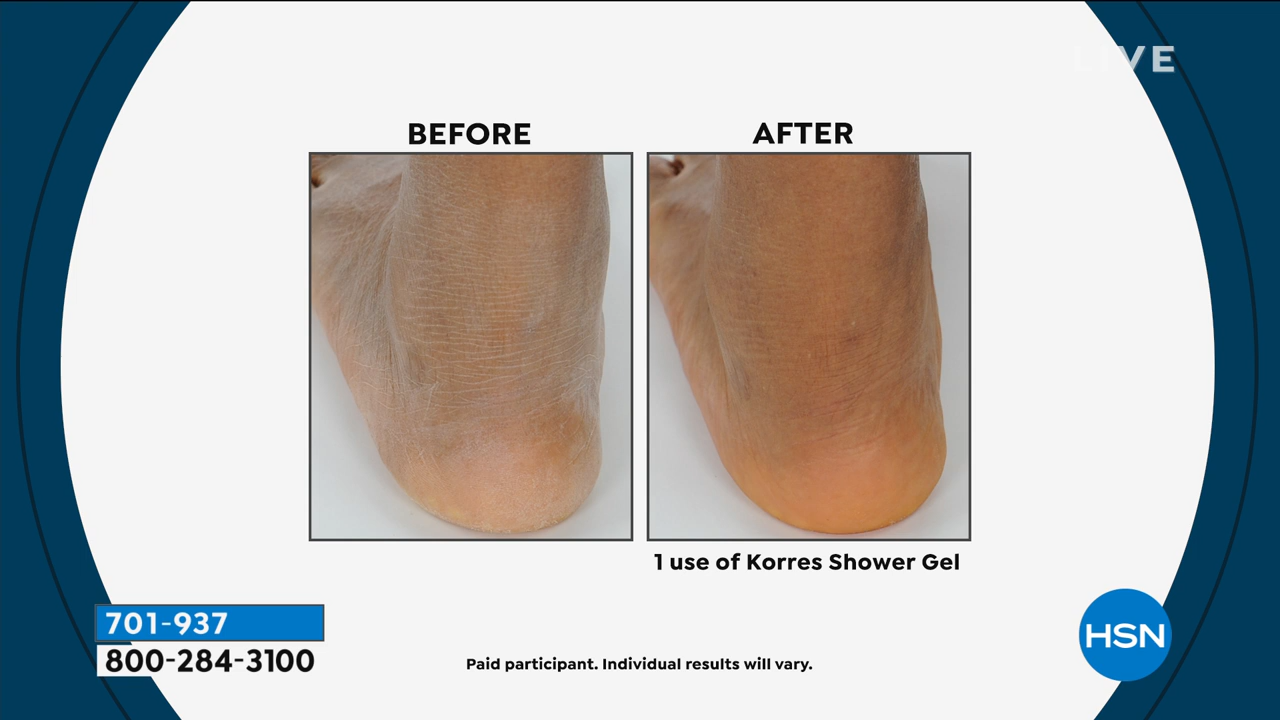 LIVE
BEFORE
AFTER
1 use of Korres Shower Gel
701-937
800-284-3100
Paid participant. Individual results will vary.
HSN